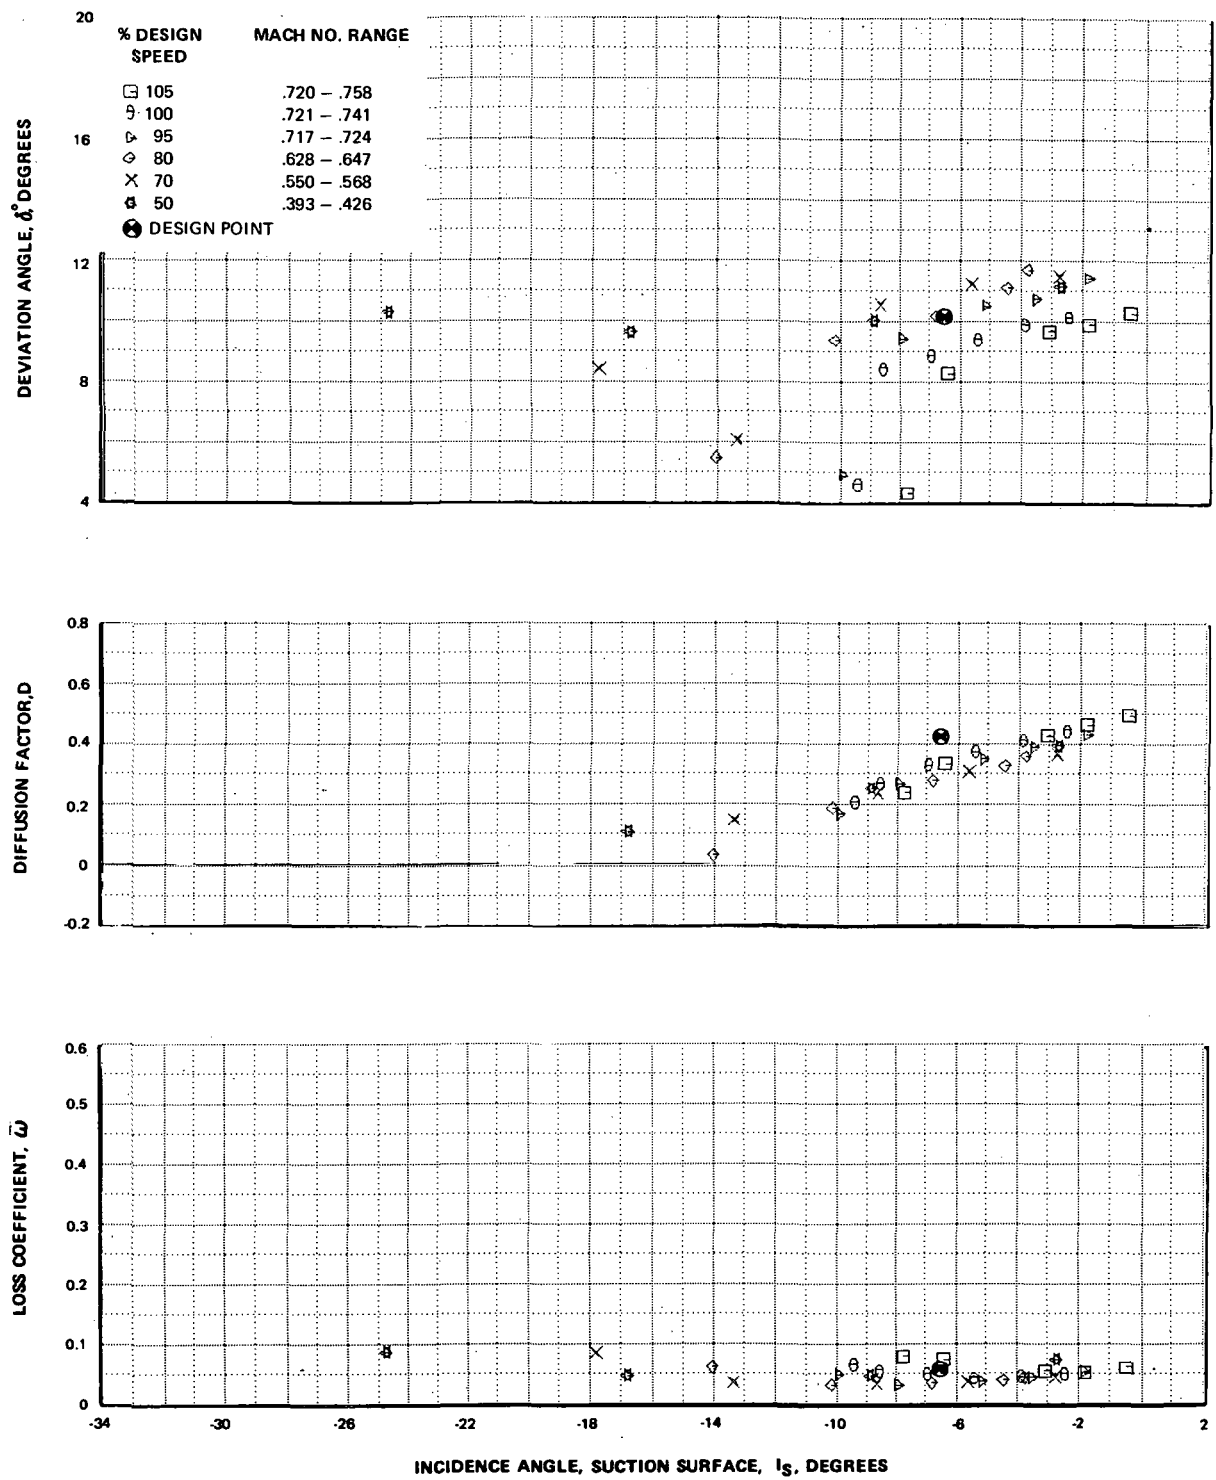 20
% DESIGN SPEED MACH NO. RANGE
105 .720 – .758
100 .721 – .741
95 .717 – .724
80 .628 – .647
70 .550 – .568
50 .393 – .426
DESIGN POINT
16
12
8
4
DEVIATION ANGLE, δ° DEGREES
0.8
0.6
0.4
0.2
0
-0.2
DIFFUSION FACTOR,D
0.6
0.5
0.4
0.3
0.2
0.1
0
LOSS COEFFICIENT, ω̄
-34 -30 -26 -22 -18 -14 -10 -6 -2 2
INCIDENCE ANGLE, SUCTION SURFACE, IS, DEGREES